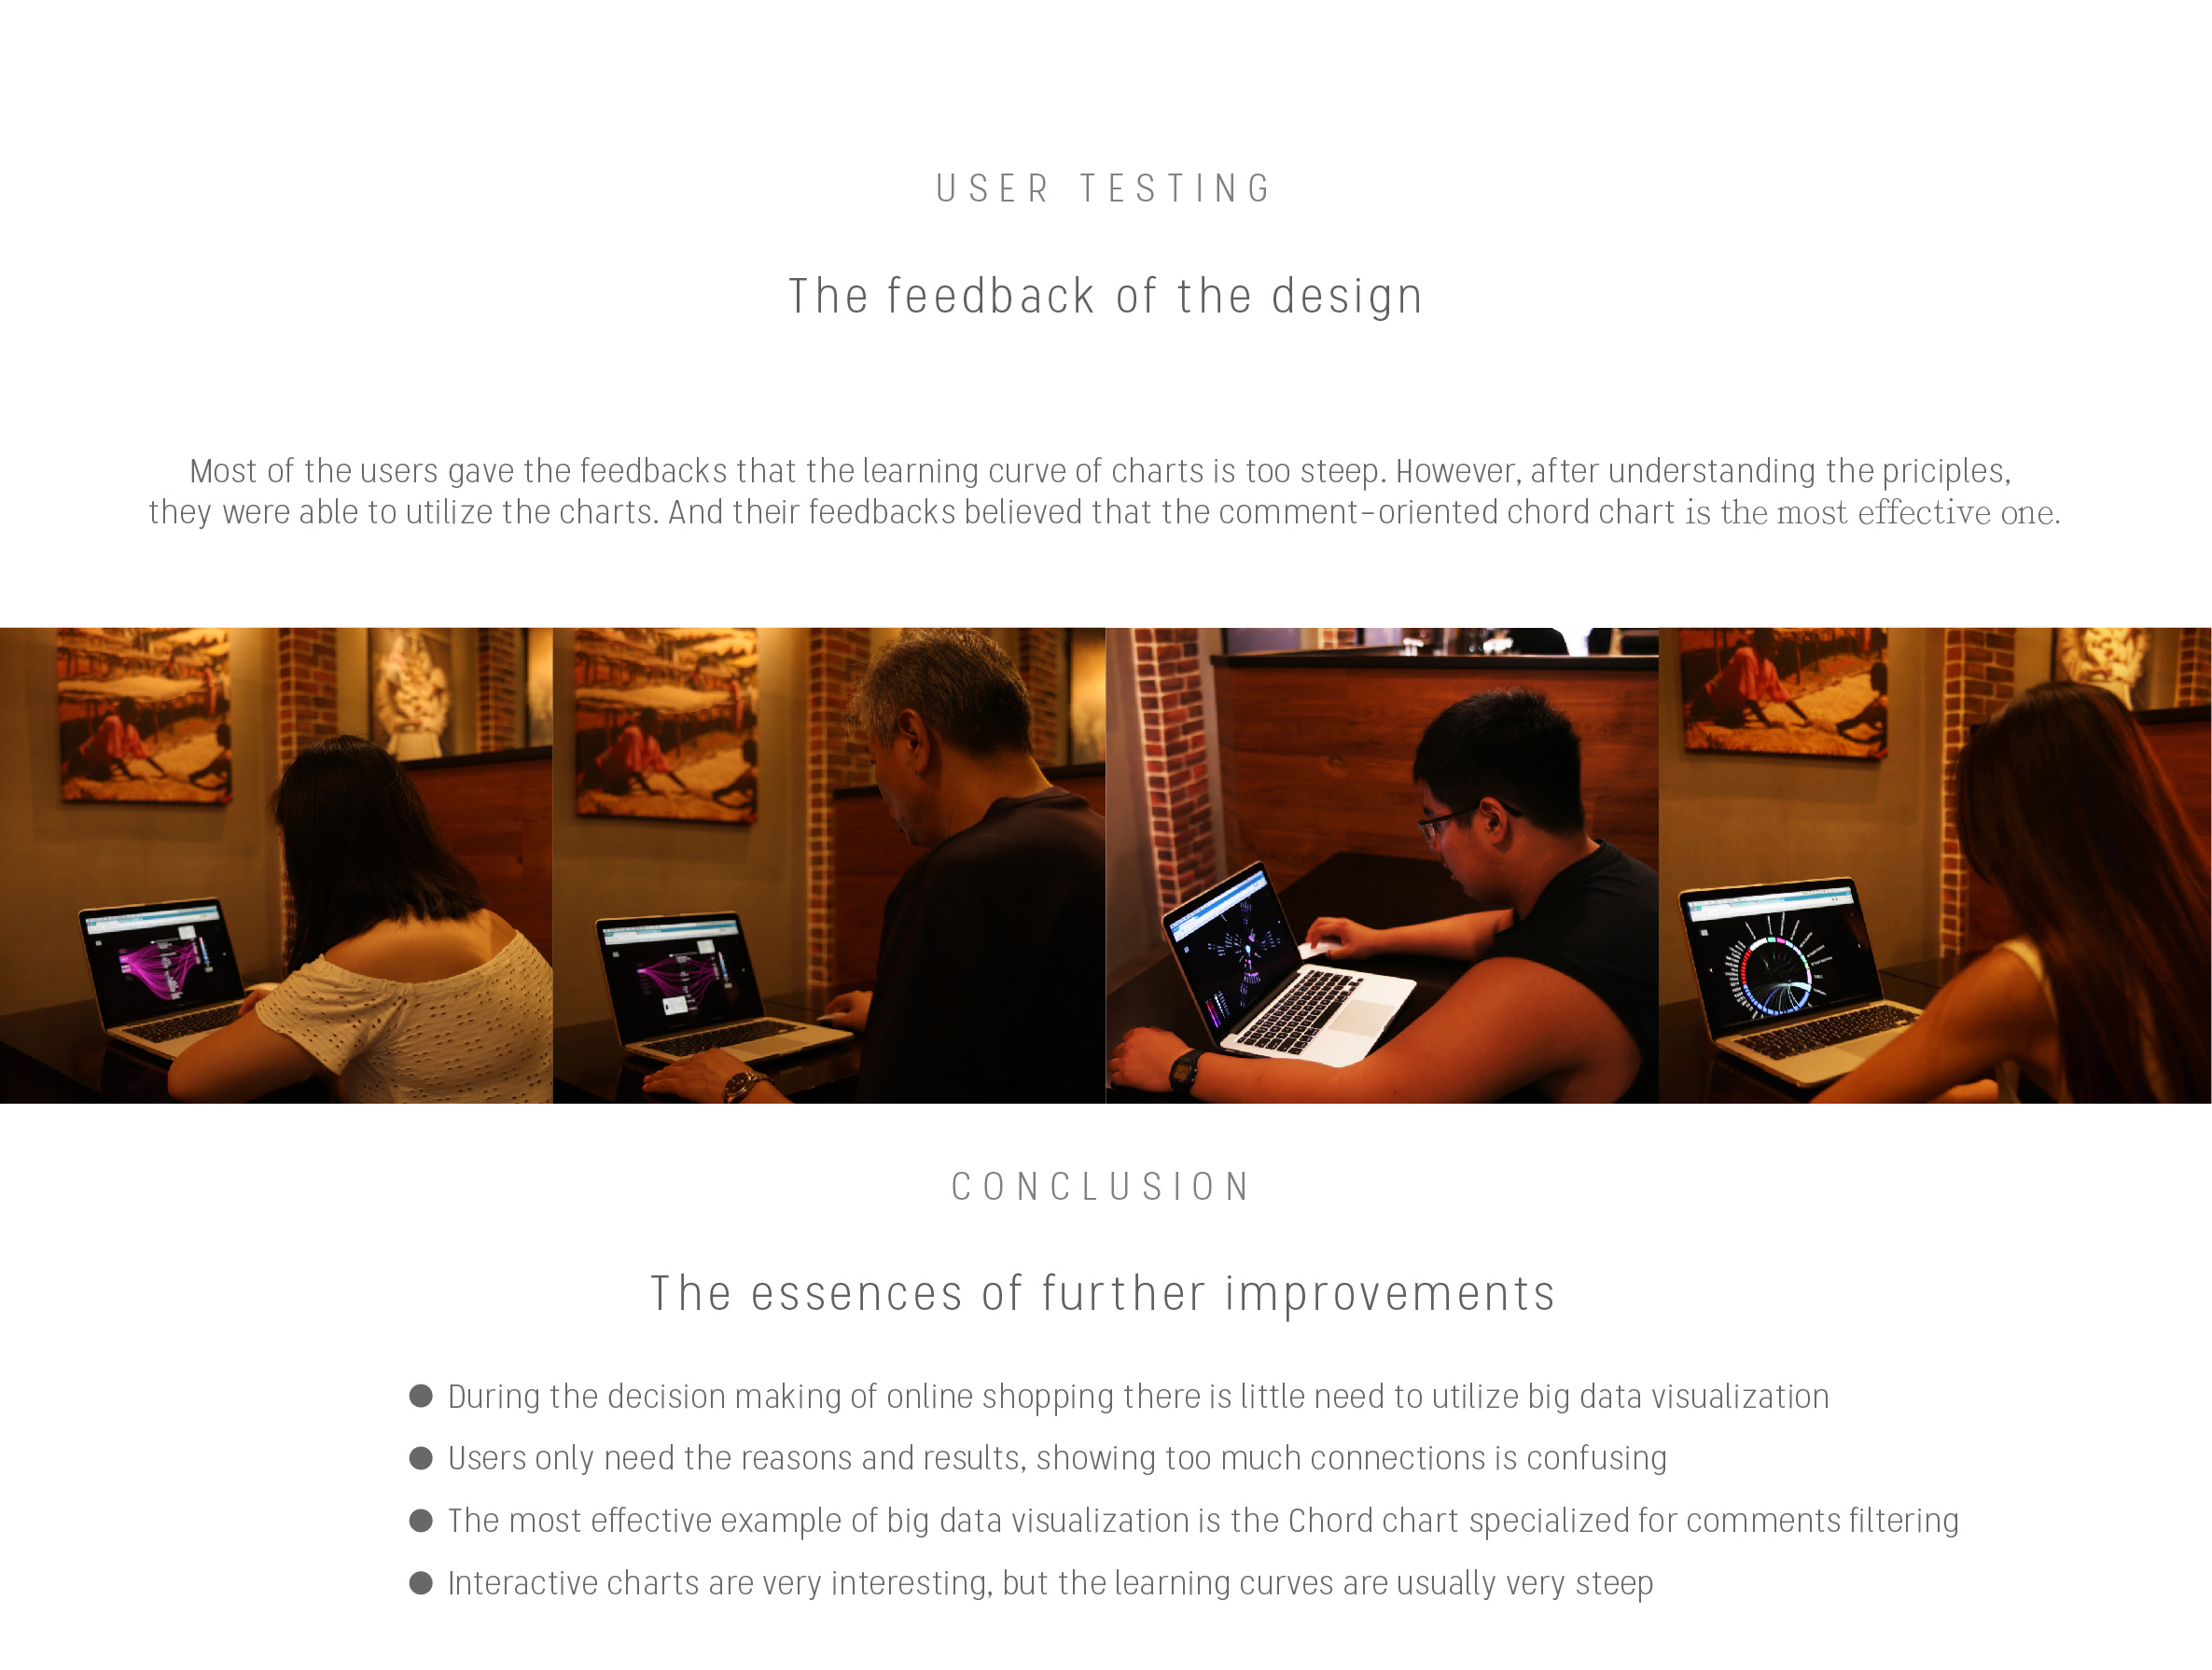 USER TESTING
The feedback of the design
Most of the users gave the feedbacks that the learning curve of charts is too steep. However, after understanding the priciples,
they were able to utilize the charts. And their feedbacks believed that the comment-oriented chord chart is the most effective one.
CONCLUSION
The essences of further improvements
● During the decision making of online shopping there is little need to utilize big data visualization
● Users only need the reasons and results, showing too much connections is confusing
● The most effective example of big data visualization is the Chord chart specialized for comments filtering
● Interactive charts are very interesting, but the learning curves are usually very steep